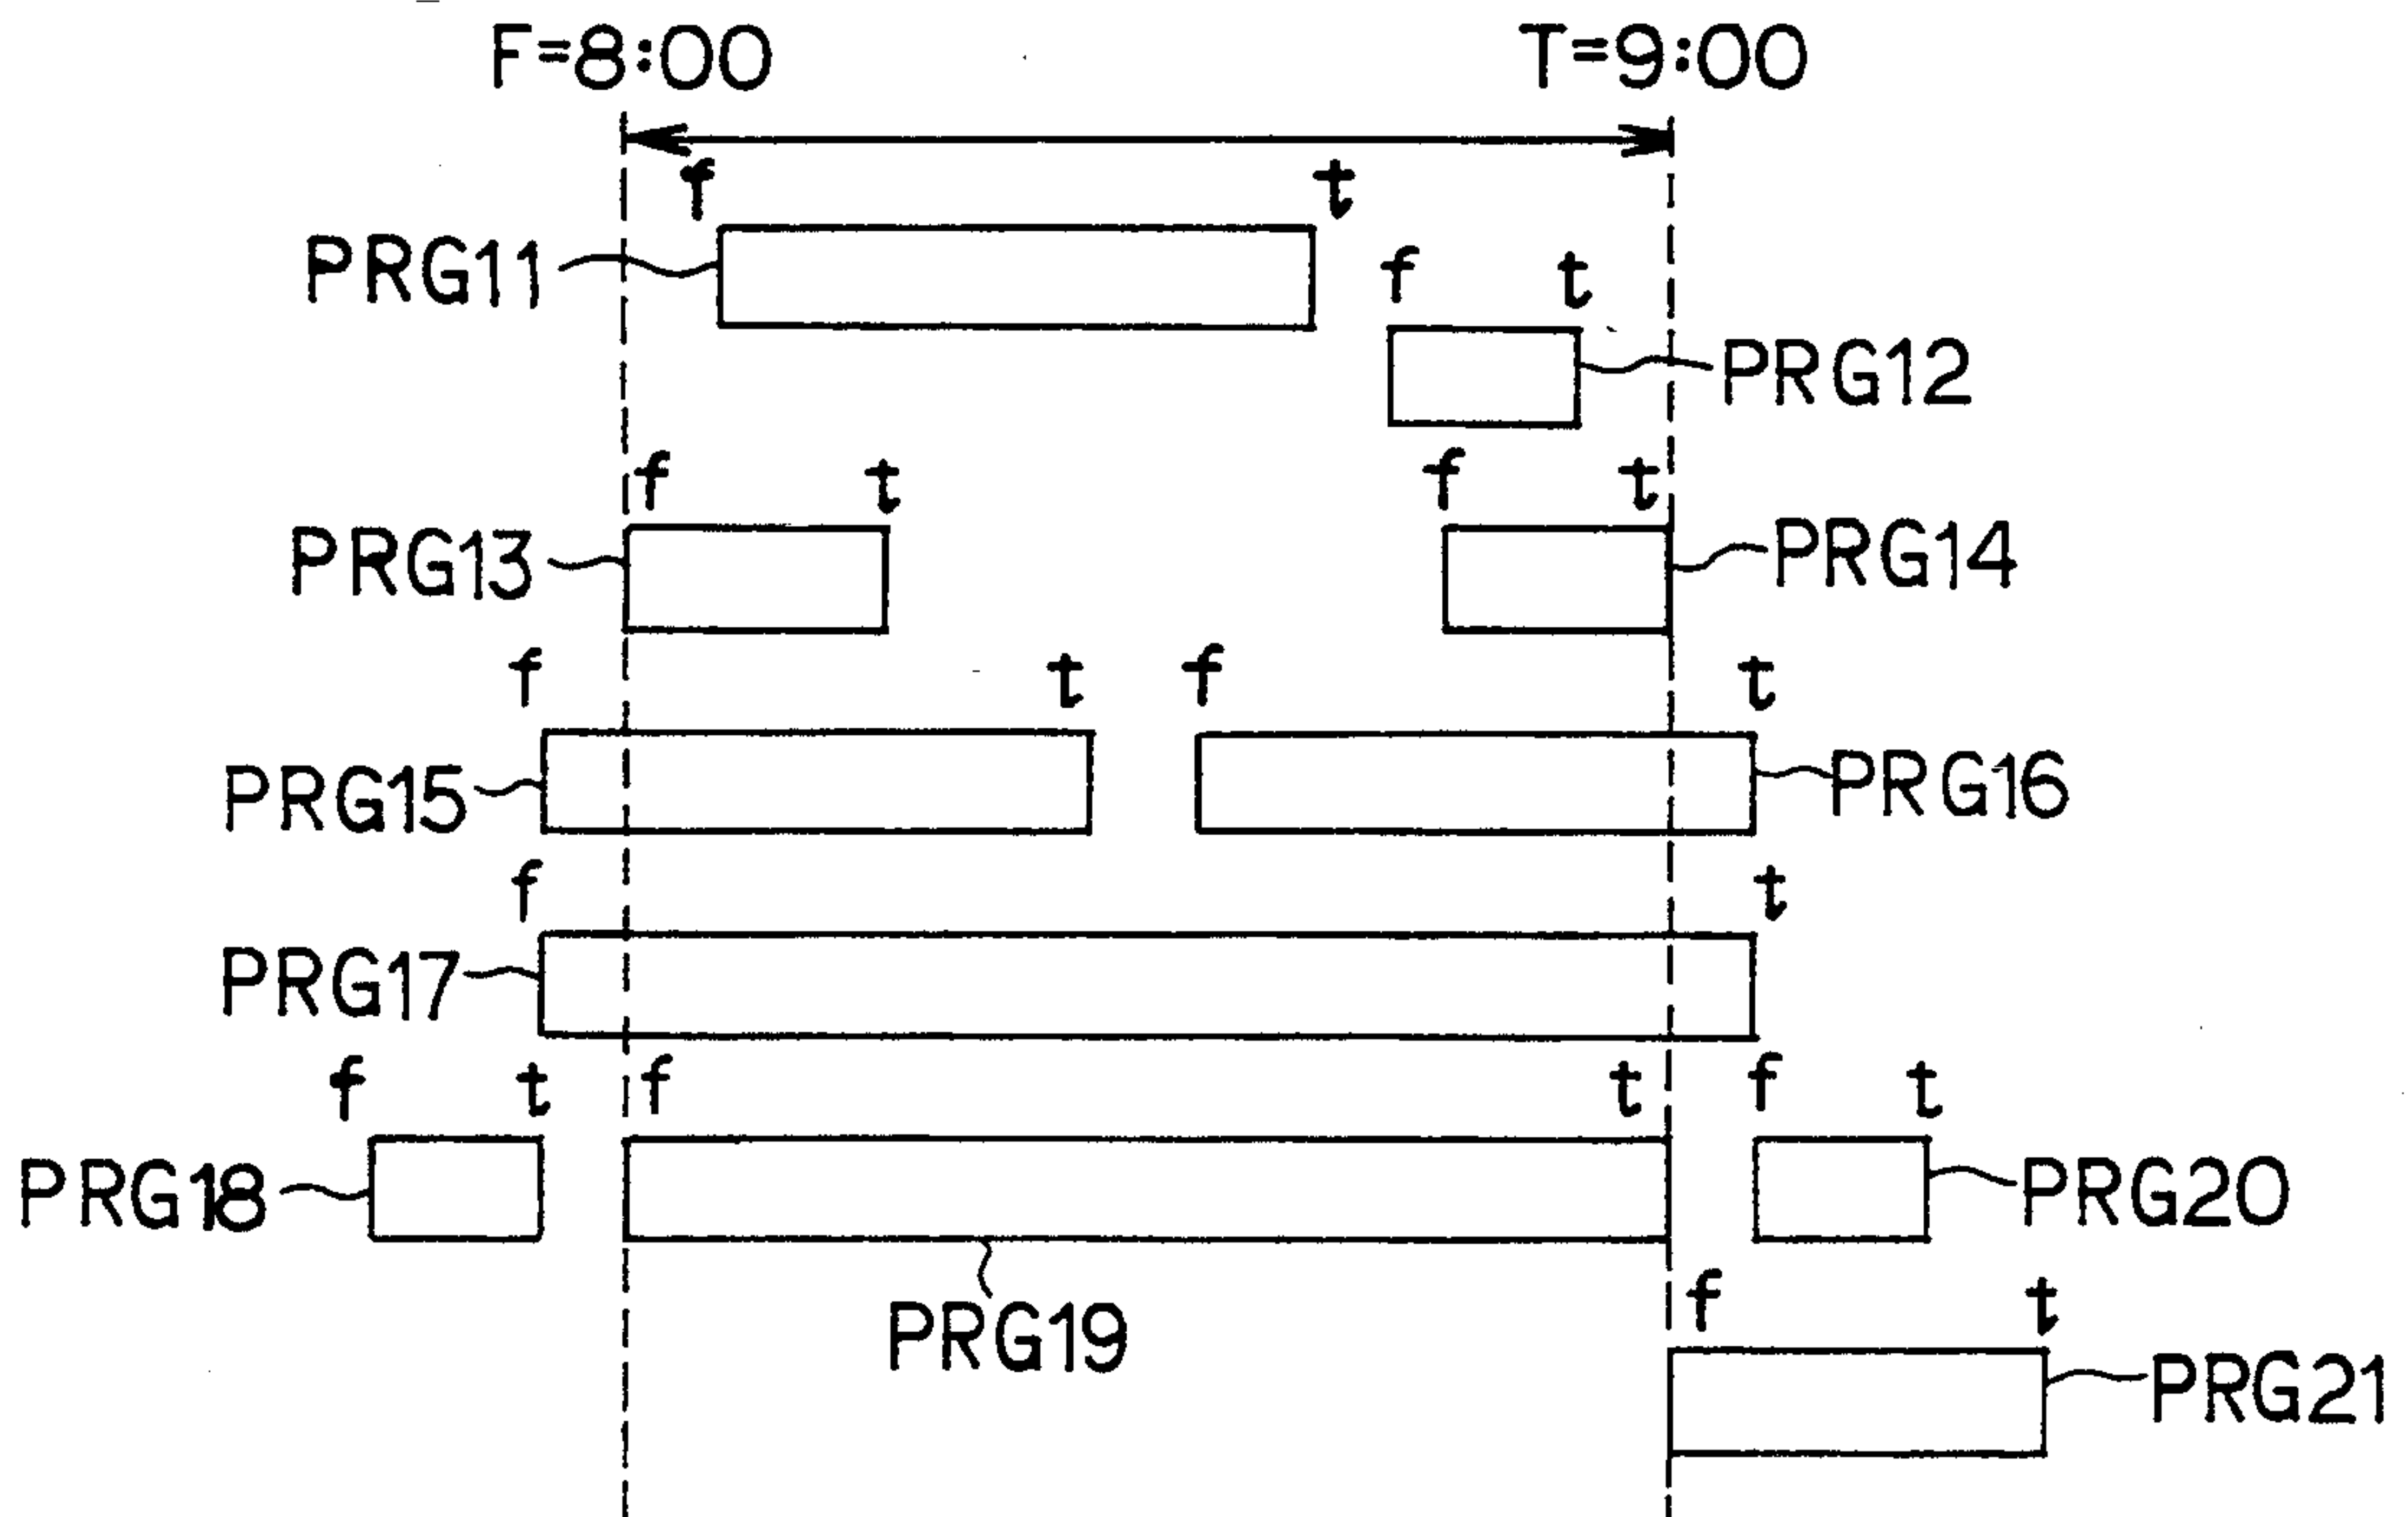 F=8:00 T=9:00
f t
PRG11
f t
PRG12
f t f t
PRG13 PRG14
f t f t
PRG15 PRG16
f t
PRG17
f t f t f t
PRG18 PRG20
PRG19
f t
PRG21